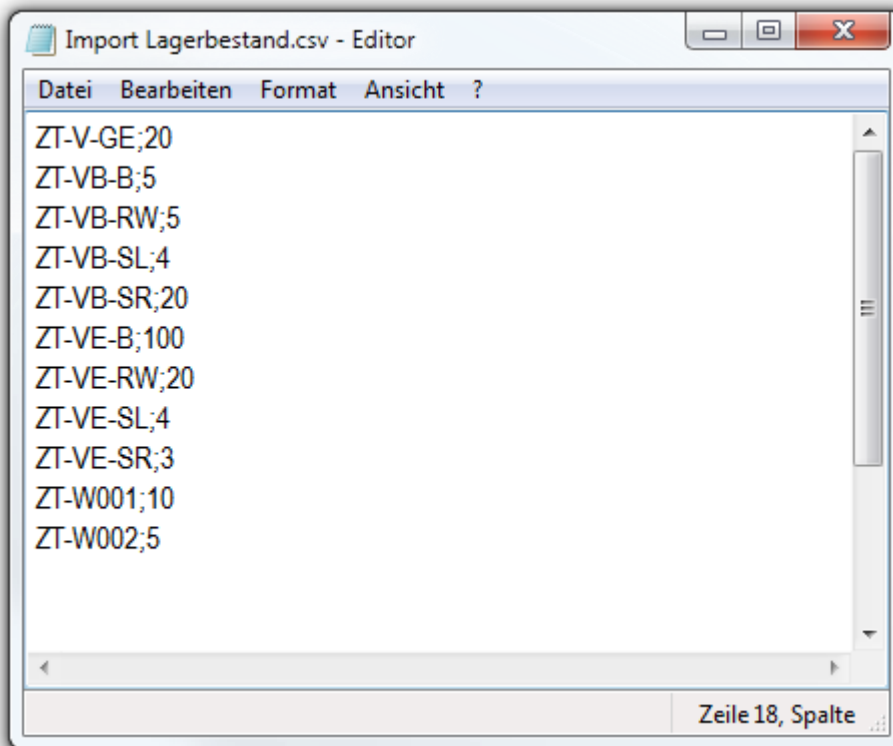 Import Lagerbestand.csv - Editor
Datei Bearbeiten Format Ansicht ?
ZT-V-GE;20
ZT-VB-B;5
ZT-VB-RW;5
ZT-VB-SL;4
ZT-VB-SR;20
ZT-VE-B;100
ZT-VE-RW;20
ZT-VE-SL;4
ZT-VE-SR;3
ZT-W001;10
ZT-W002;5
Zeile 18, Spalte